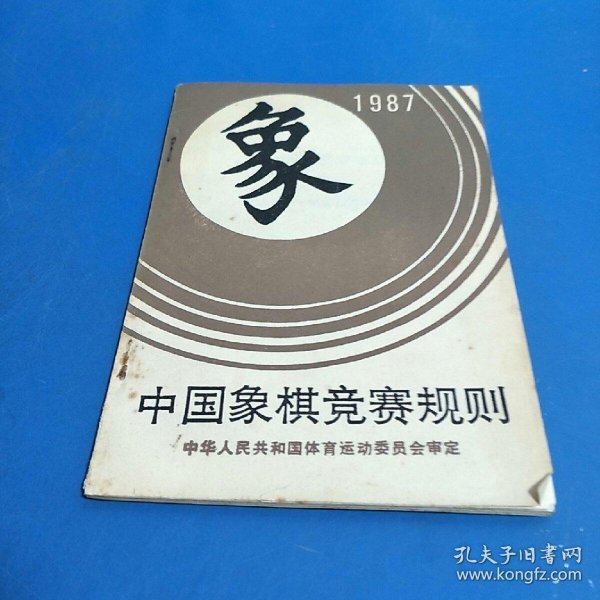 1987
象
中国象棋竞赛规则
中华人民共和国体育运动委员会审定
孔夫子旧書网
www.kongfz.com